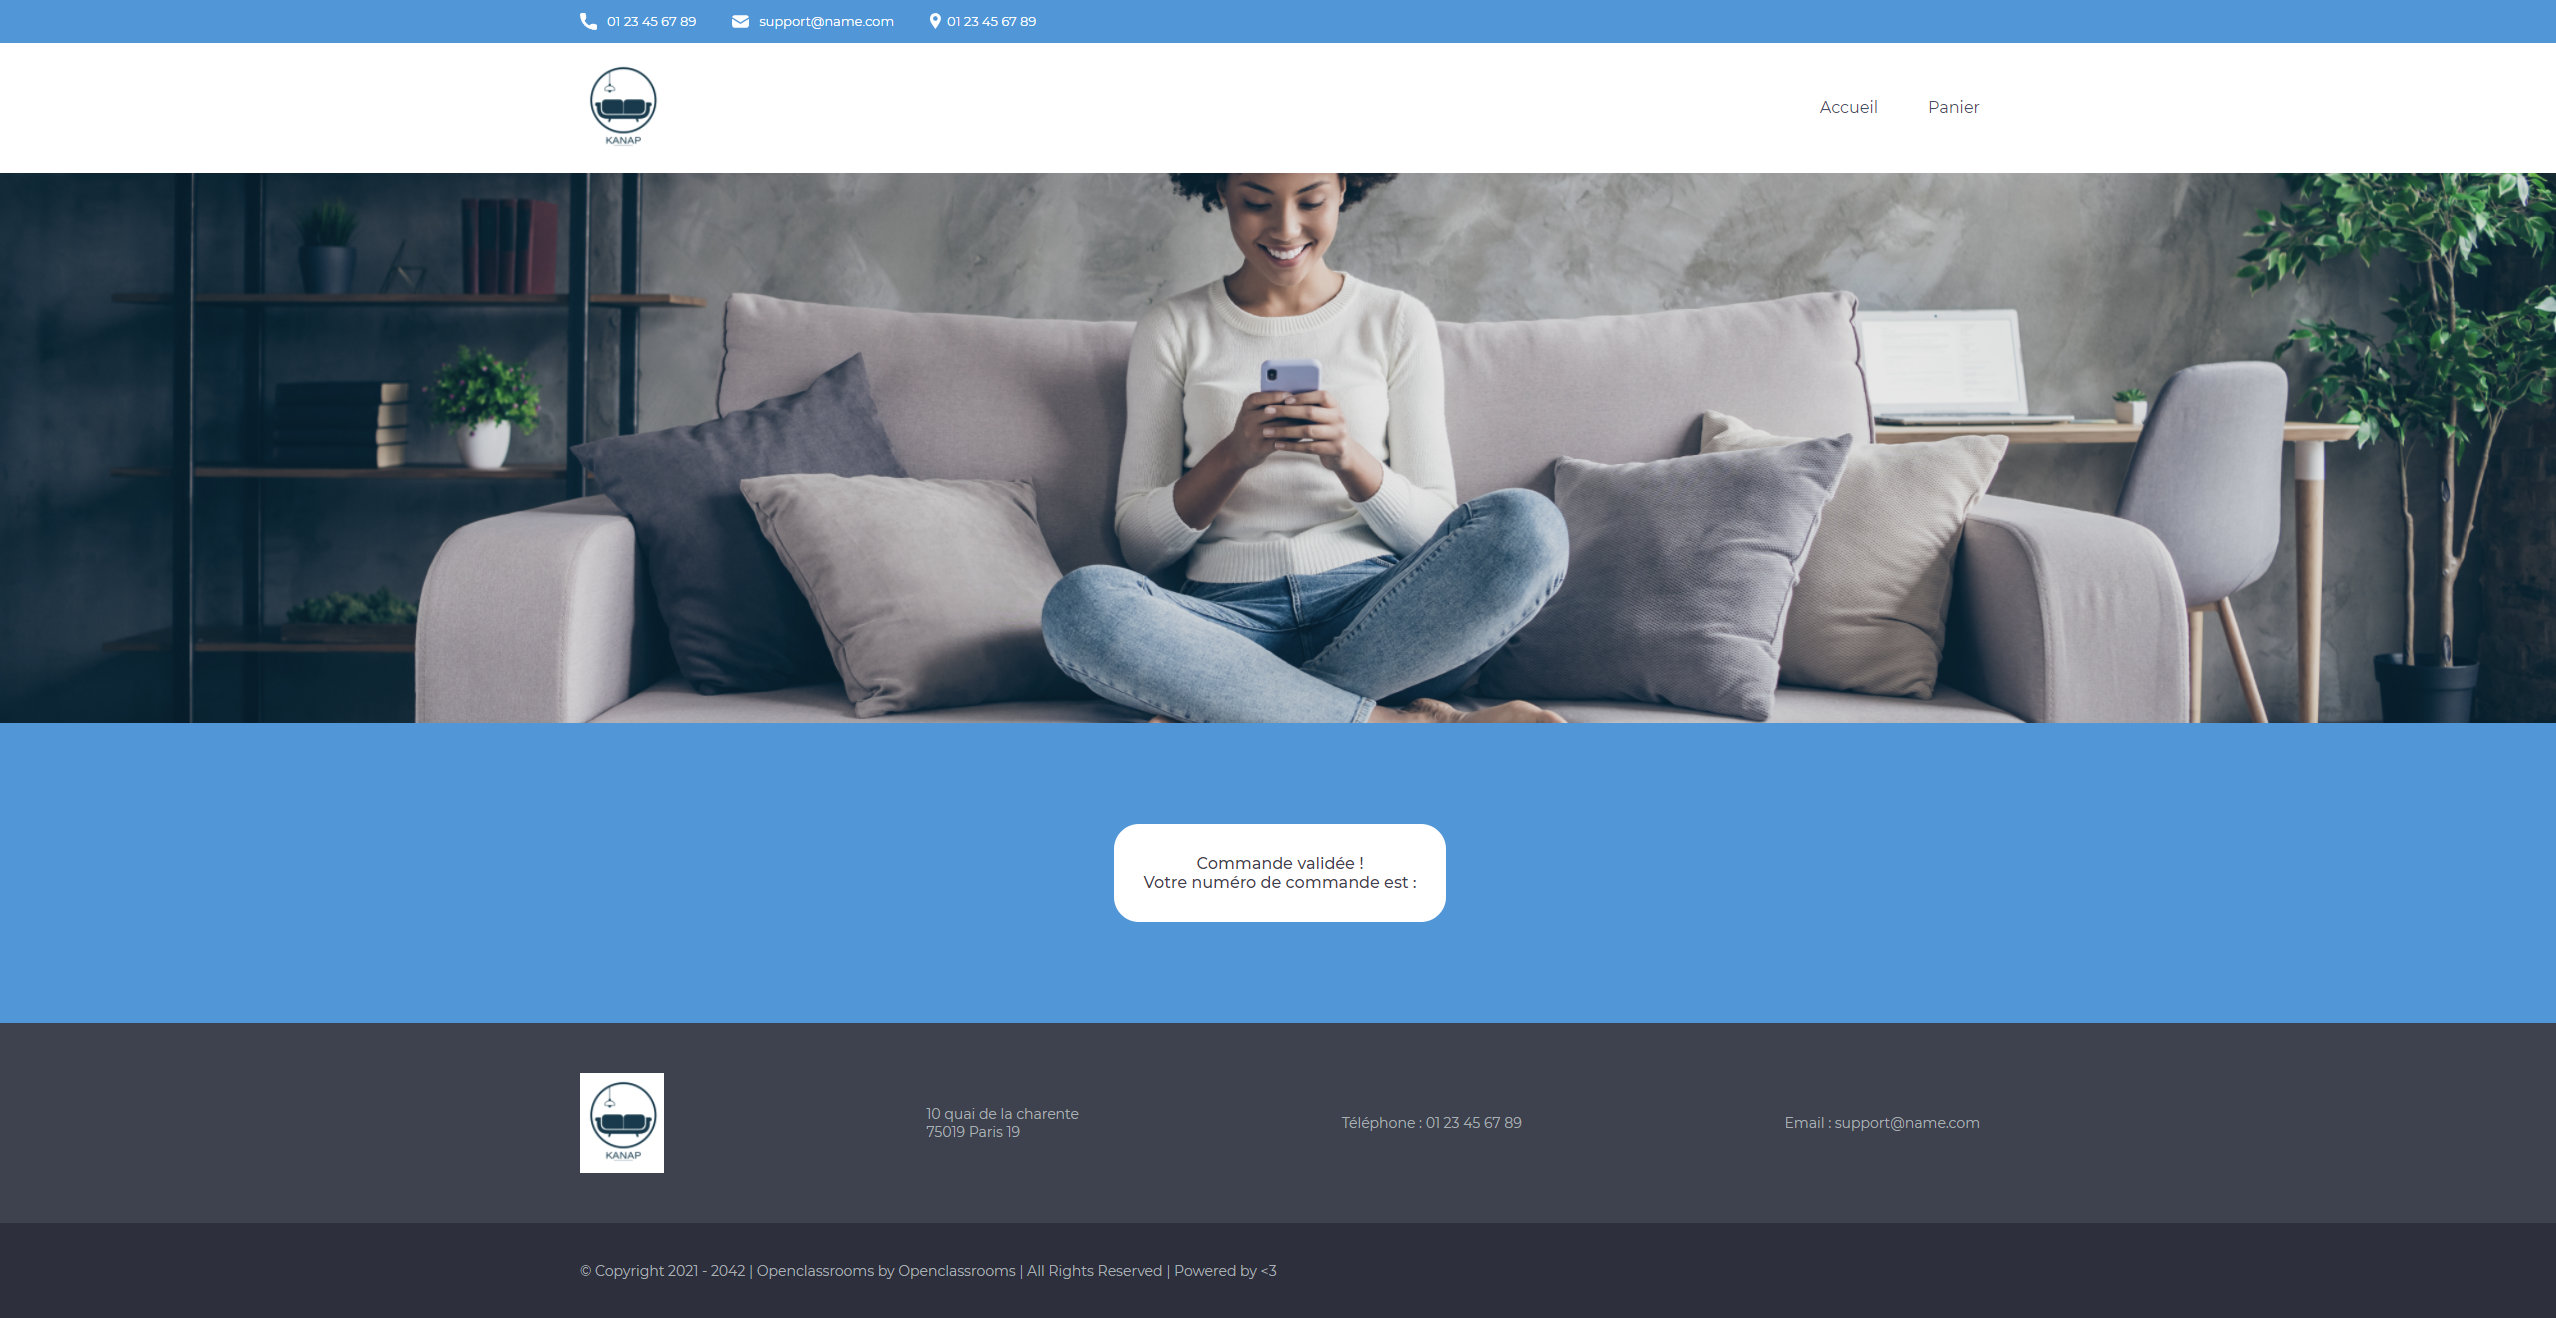 01 23 45 67 89
support@name.com
01 23 45 67 89
KANAP
Accueil
Panier
Commande validée !
Votre numéro de commande est :
KANAP
10 quai de la charente
75019 Paris 19
Téléphone : 01 23 45 67 89
Email : support@name.com
© Copyright 2021 - 2042 | Openclassrooms by Openclassrooms | All Rights Reserved | Powered by <3